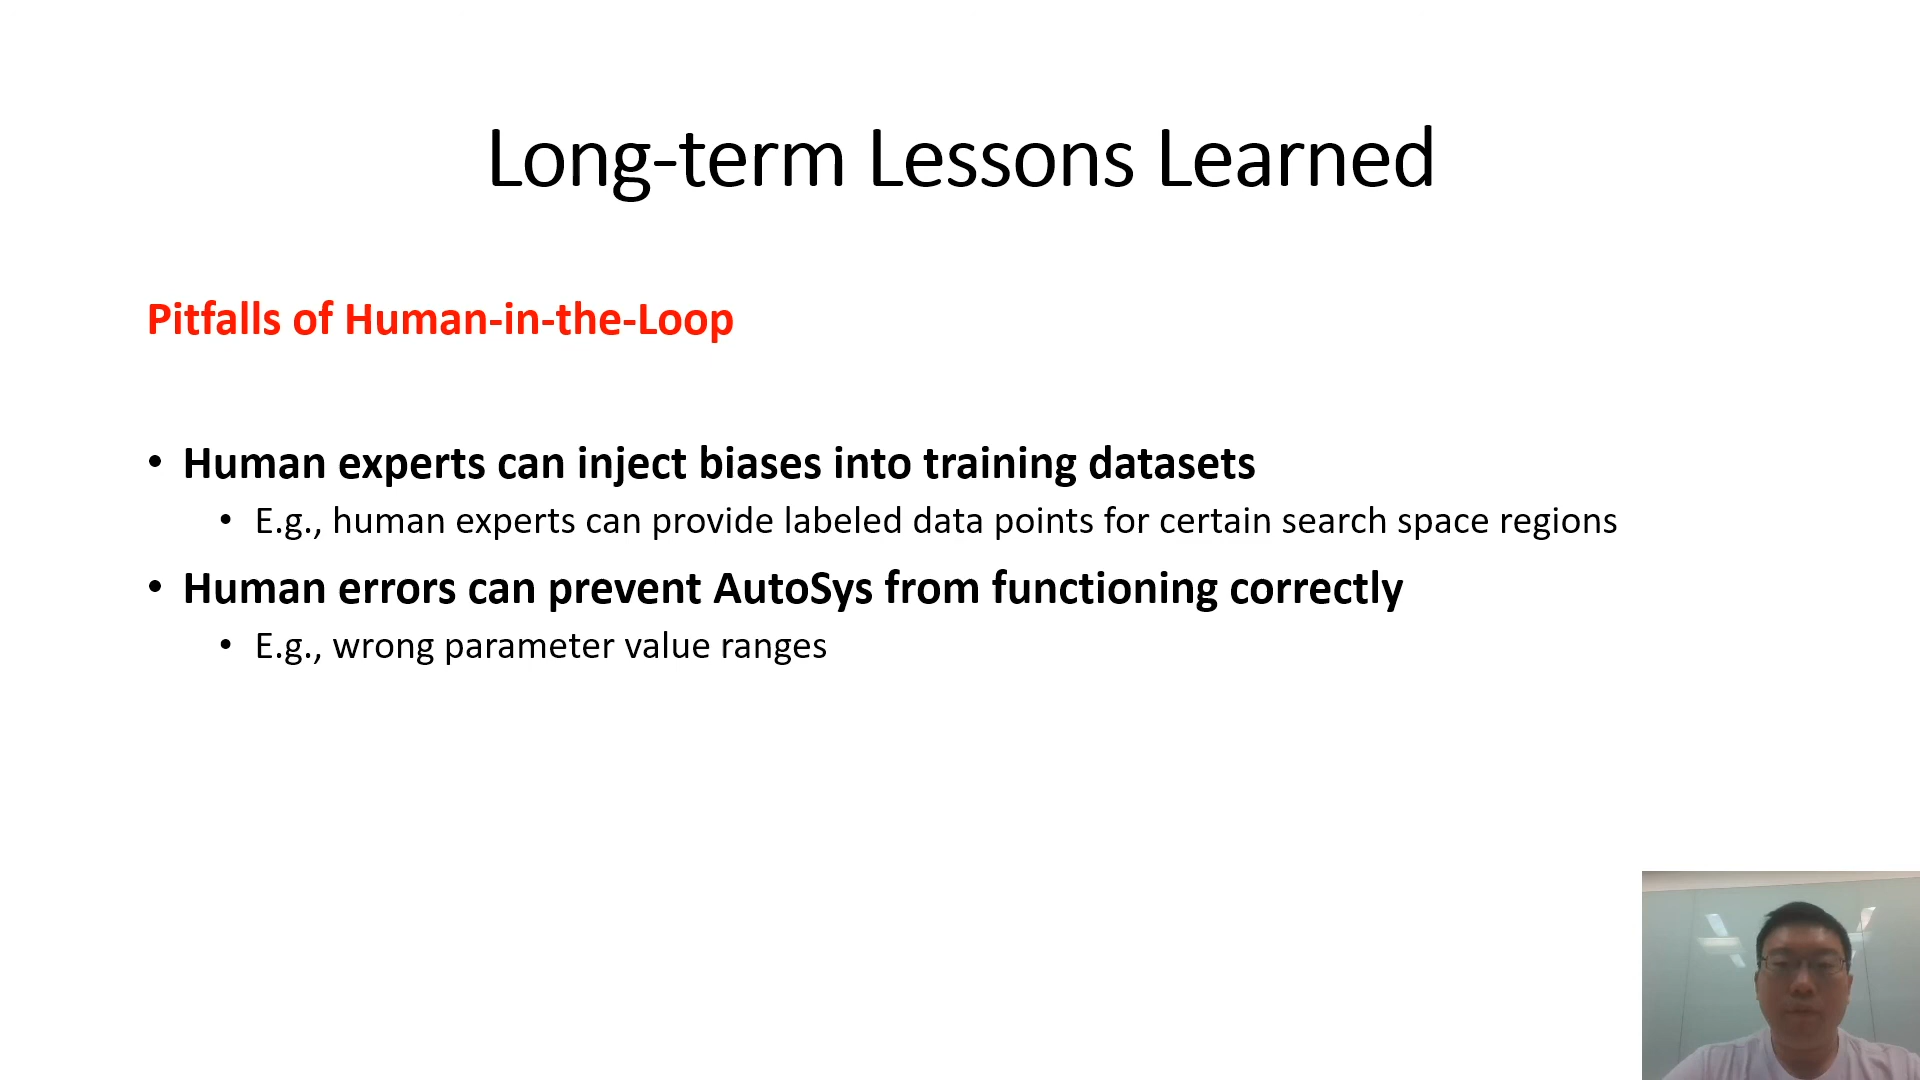 Long-term Lessons Learned
Pitfalls of Human-in-the-Loop
• Human experts can inject biases into training datasets
• E.g., human experts can provide labeled data points for certain search space regions
• Human errors can prevent AutoSys from functioning correctly
• E.g., wrong parameter value ranges